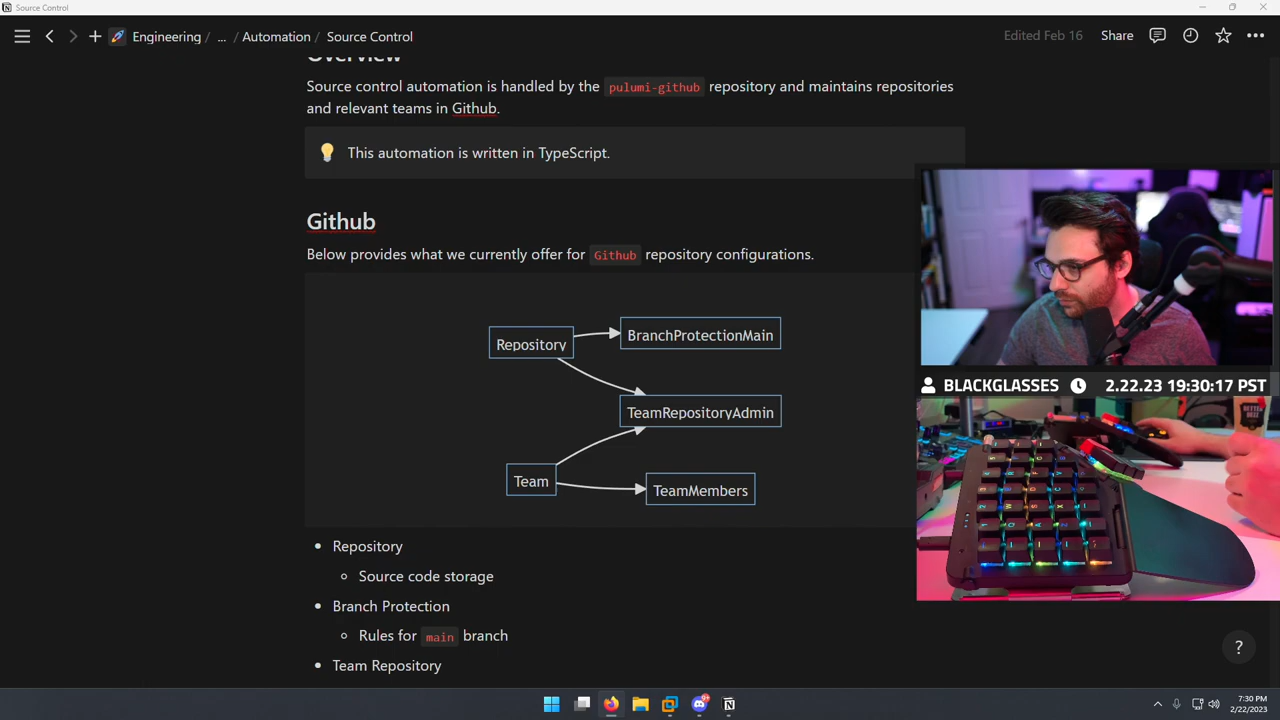 Source Control
Engineering / ... / Automation / Source Control
Edited Feb 16
Share
Overview
Source control automation is handled by the pulumi-github repository and maintains repositories
and relevant teams in Github.
This automation is written in TypeScript.
Github
Below provides what we currently offer for Github repository configurations.
Repository
BranchProtectionMain
TeamRepositoryAdmin
Team
TeamMembers
BLACKGLASSES 2.22.23 19:30:17 PST
Repository
Source code storage
Branch Protection
Rules for main branch
Team Repository
?
7:30 PM
2/22/2023